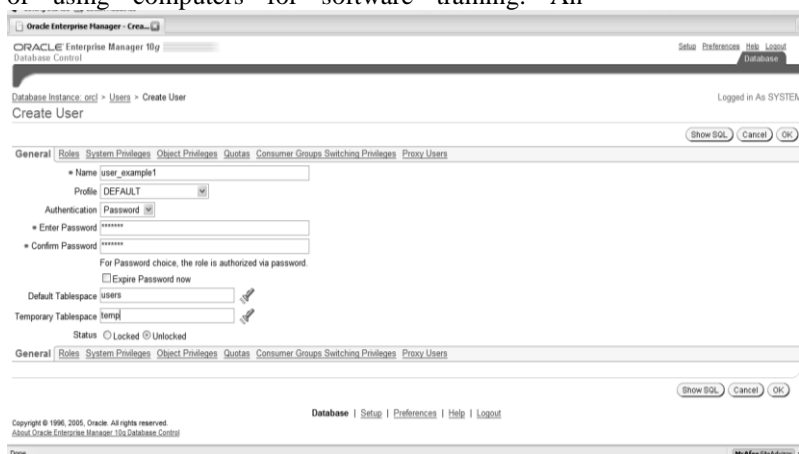 of using computers for software training. An
Oracle Enterprise Manager - Crea...
ORACLE Enterprise Manager 10g
Database Control
Setup Preferences Help Logout
Database
Database Instance: orcl > Users > Create User
Logged in As SYSTEM
Create User
Show SQL Cancel OK
General Roles System Privileges Object Privileges Quotas Consumer Groups Switching Privileges Proxy Users
* Name user_example1
Profile DEFAULT
Authentication Password
* Enter Password *******
* Confirm Password *******
For Password choice, the role is authorized via password.
Expire Password now
Default Tablespace users
Temporary Tablespace temp
Status Locked Unlocked
General Roles System Privileges Object Privileges Quotas Consumer Groups Switching Privileges Proxy Users
Show SQL Cancel OK
Database | Setup | Preferences | Help | Logout
Copyright © 1996, 2005, Oracle. All rights reserved.
About Oracle Enterprise Manager 10g Database Control
Done
McAfee SiteAdvisor